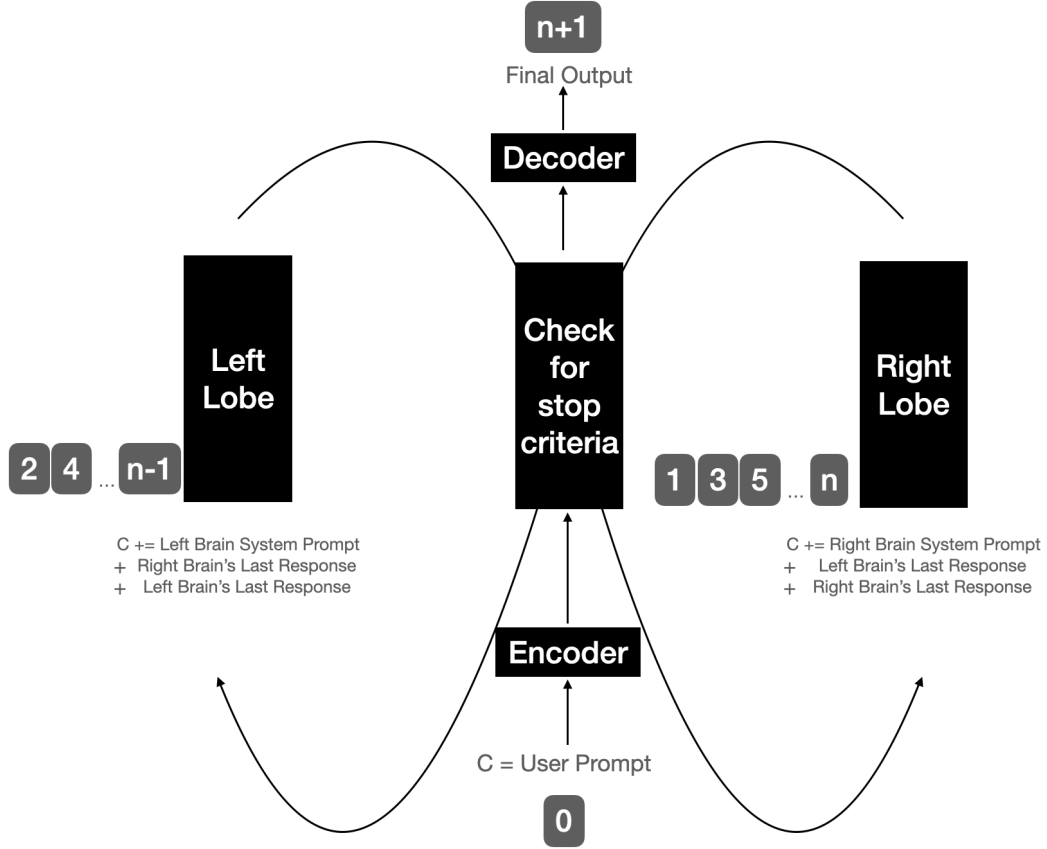 n+1
Final Output
Decoder
Left
Lobe
2 4 ... n-1
C += Left Brain System Prompt
+ Right Brain's Last Response
+ Left Brain's Last Response
Check
for
stop
criteria
Right
Lobe
1 3 5 ... n
C += Right Brain System Prompt
+ Left Brain's Last Response
+ Right Brain's Last Response
Encoder
C = User Prompt
0